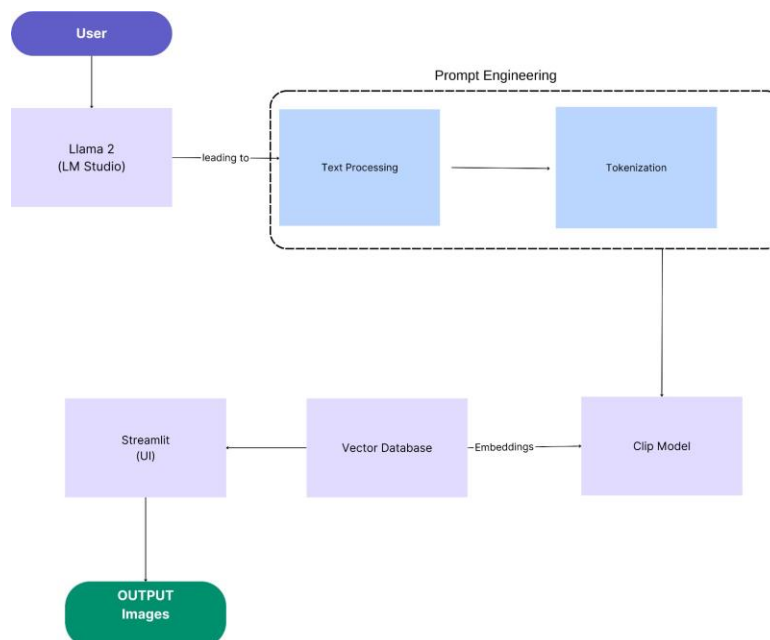 User
Prompt Engineering
Llama 2
(LM Studio)
leading to
Text Processing
Tokenization
Streamlit
(UI)
Vector Database
Embeddings
Clip Model
OUTPUT
Images